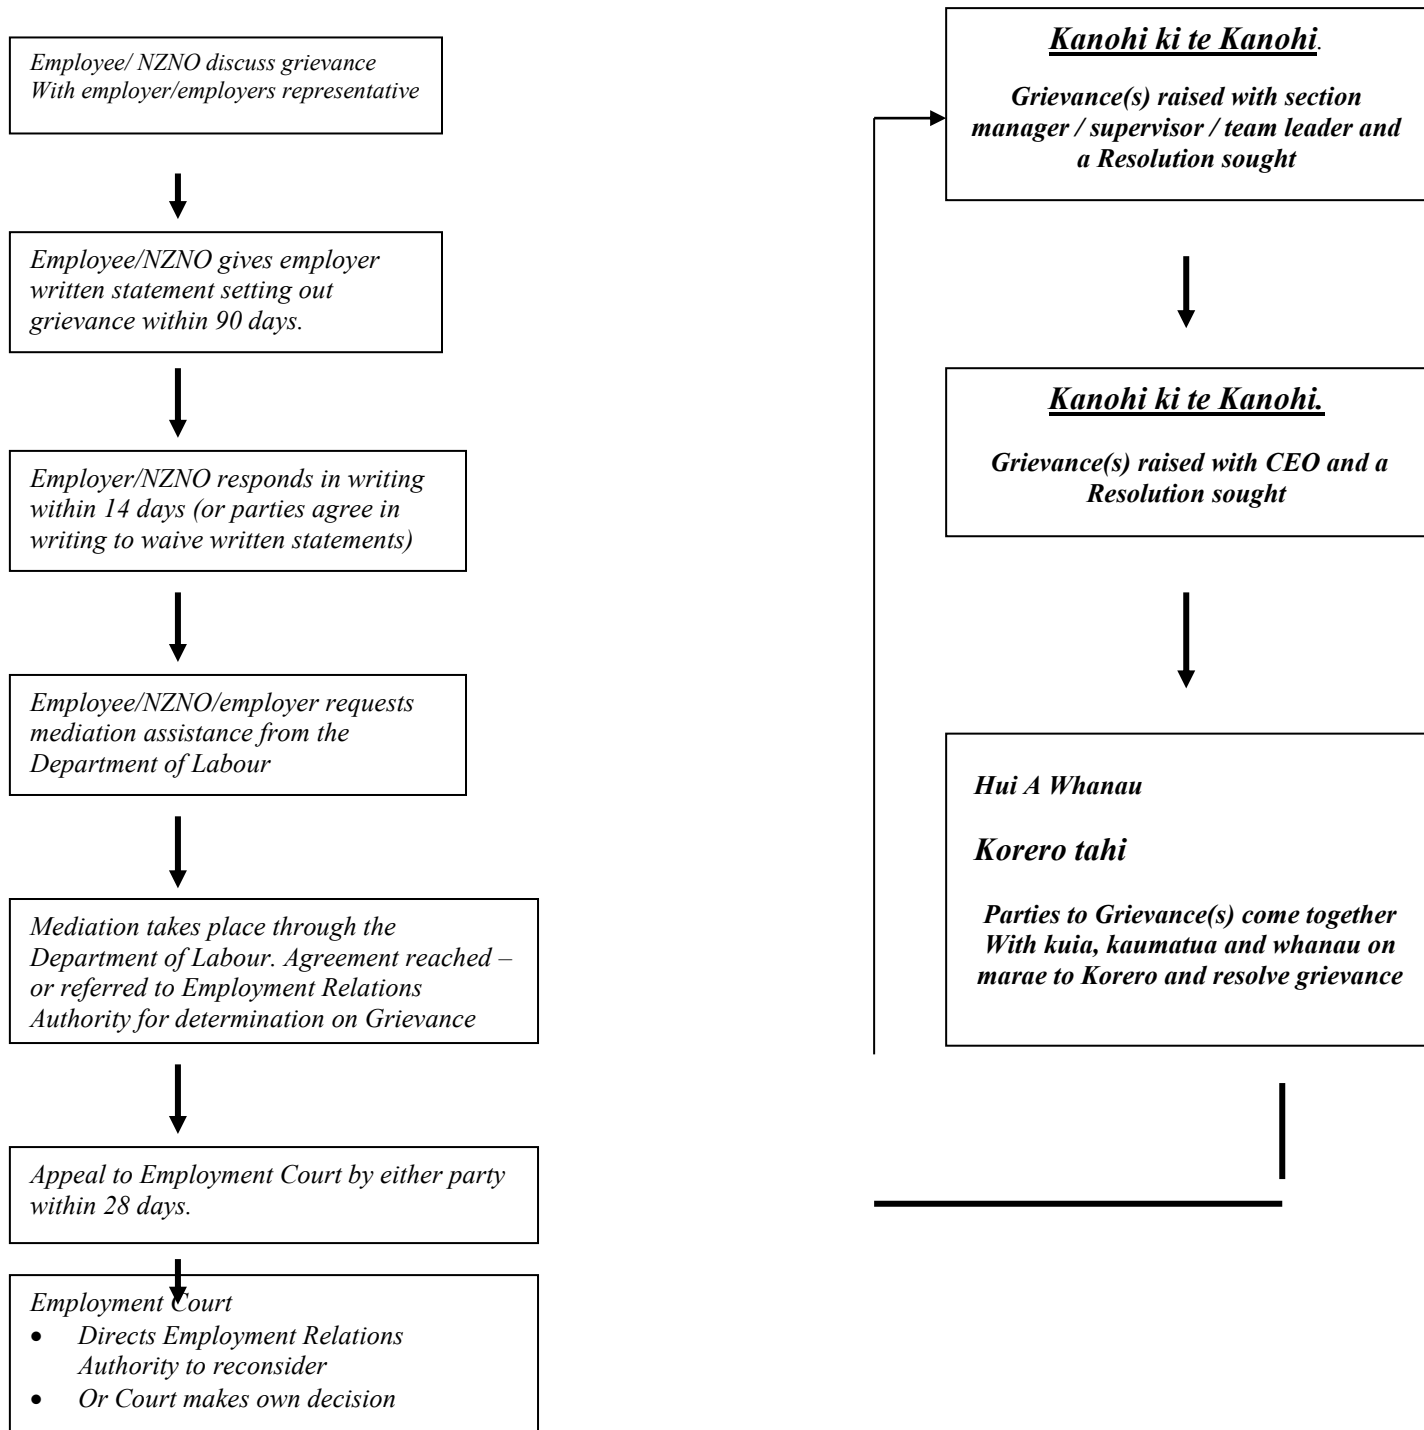 Employee/ NZNO discuss grievance
With employer/employers representative
Employee/NZNO gives employer
written statement setting out
grievance within 90 days.
Employer/NZNO responds in writing
within 14 days (or parties agree in
writing to waive written statements)
Employee/NZNO/employer requests
mediation assistance from the
Department of Labour
Mediation takes place through the
Department of Labour. Agreement reached –
or referred to Employment Relations
Authority for determination on Grievance
Appeal to Employment Court by either party
within 28 days.
Employment Court
• Directs Employment Relations
Authority to reconsider
• Or Court makes own decision
Kanohi ki te Kanohi.
Grievance(s) raised with section
manager / supervisor / team leader and
a Resolution sought
Kanohi ki te Kanohi.
Grievance(s) raised with CEO and a
Resolution sought
Hui A Whanau
Korero tahi
Parties to Grievance(s) come together
With kuia, kaumatua and whanau on
marae to Korero and resolve grievance